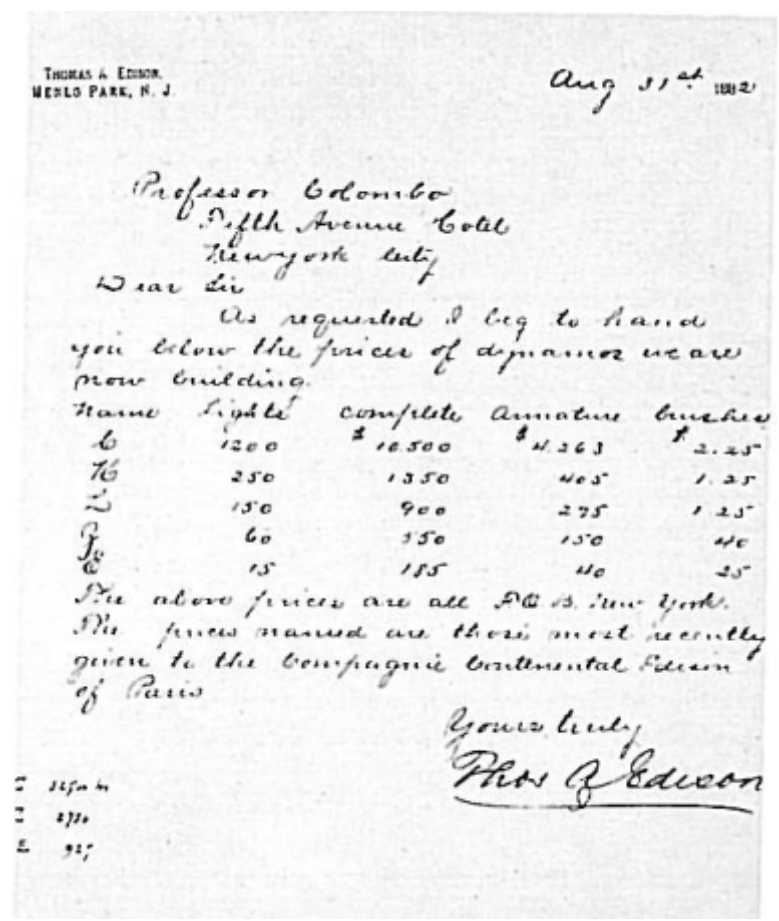 THOMAS A. EDISON,
MENLO PARK, N. J.
Aug 31st 1882
Professor Colombo
Fifth Avenue Hotel
Newyork City
Dear Sir
As requested I beg to hand
you below the prices of dynamos we are
now building.
Name Lights complete Armature brushes
C 1200 $ 10.500 $ 4.263 $ 2.25
K 250 1350 405 1.25
L 150 900 275 1.25
Z 60 550 150 40
E 15 155 40 25
The above prices are all F.O.B. New York.
The prices named are those most recently
given to the Compagnie Continental Edison
of Paris
Yours truly
Thos A Edison
E